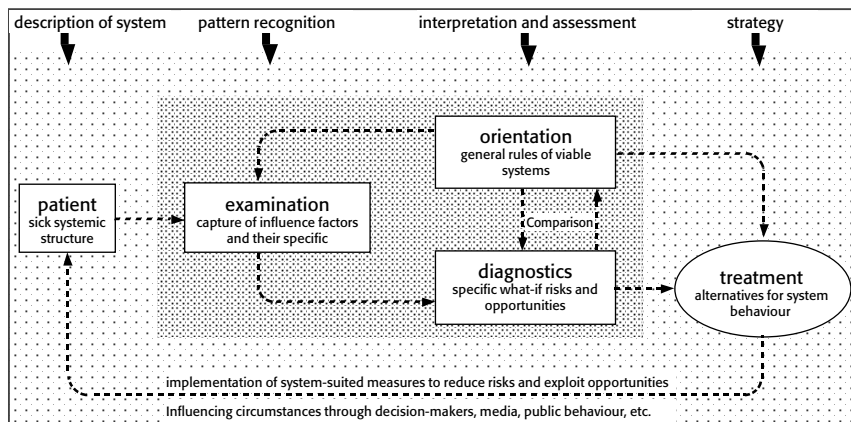 description of system
pattern recognition
interpretation and assessment
strategy
orientation
general rules of viable
systems
patient
sick systemic
structure
examination
capture of influence factors
and their specific
Comparison
diagnostics
specific what-if risks and
opportunities
treatment
alternatives for system
behaviour
implementation of system-suited measures to reduce risks and exploit opportunities
Influencing circumstances through decision-makers, media, public behaviour, etc.